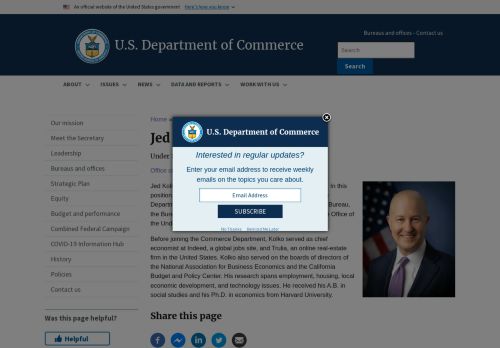 An official website of the United States government Here's how you know
U.S. Department of Commerce
Bureaus and offices - Contact us
Search
Search
ABOUT ISSUES NEWS DATA AND REPORTS WORK WITH US
Our mission
Meet the Secretary
Leadership
Bureaus and offices
Strategic Plan
Equity
Budget and performance
Combined Federal Campaign
COVID-19 Information Hub
History
Policies
Contact us
Was this page helpful?
Helpful
Home »
Jed
Under
Office
U.S. Department of Commerce
Interested in regular updates?
Enter your email address to receive weekly
emails on the topics you care about.
Email Address
SUBSCRIBE
No Thanks Remind Me Later
Jed Kolko
in this
position
Department
Bureau,
the Bureau
Office of
the Under
Before joining the Commerce Department, Kolko served as chief
economist at Indeed, a global jobs site, and Trulia, an online real-estate
firm in the United States. Kolko also served on the boards of directors of
the National Association for Business Economics and the California
Budget and Policy Center. His research spans employment, housing, local
economic development, and technology issues. He received his A.B. in
social studies and his Ph.D. in economics from Harvard University.
Share this page